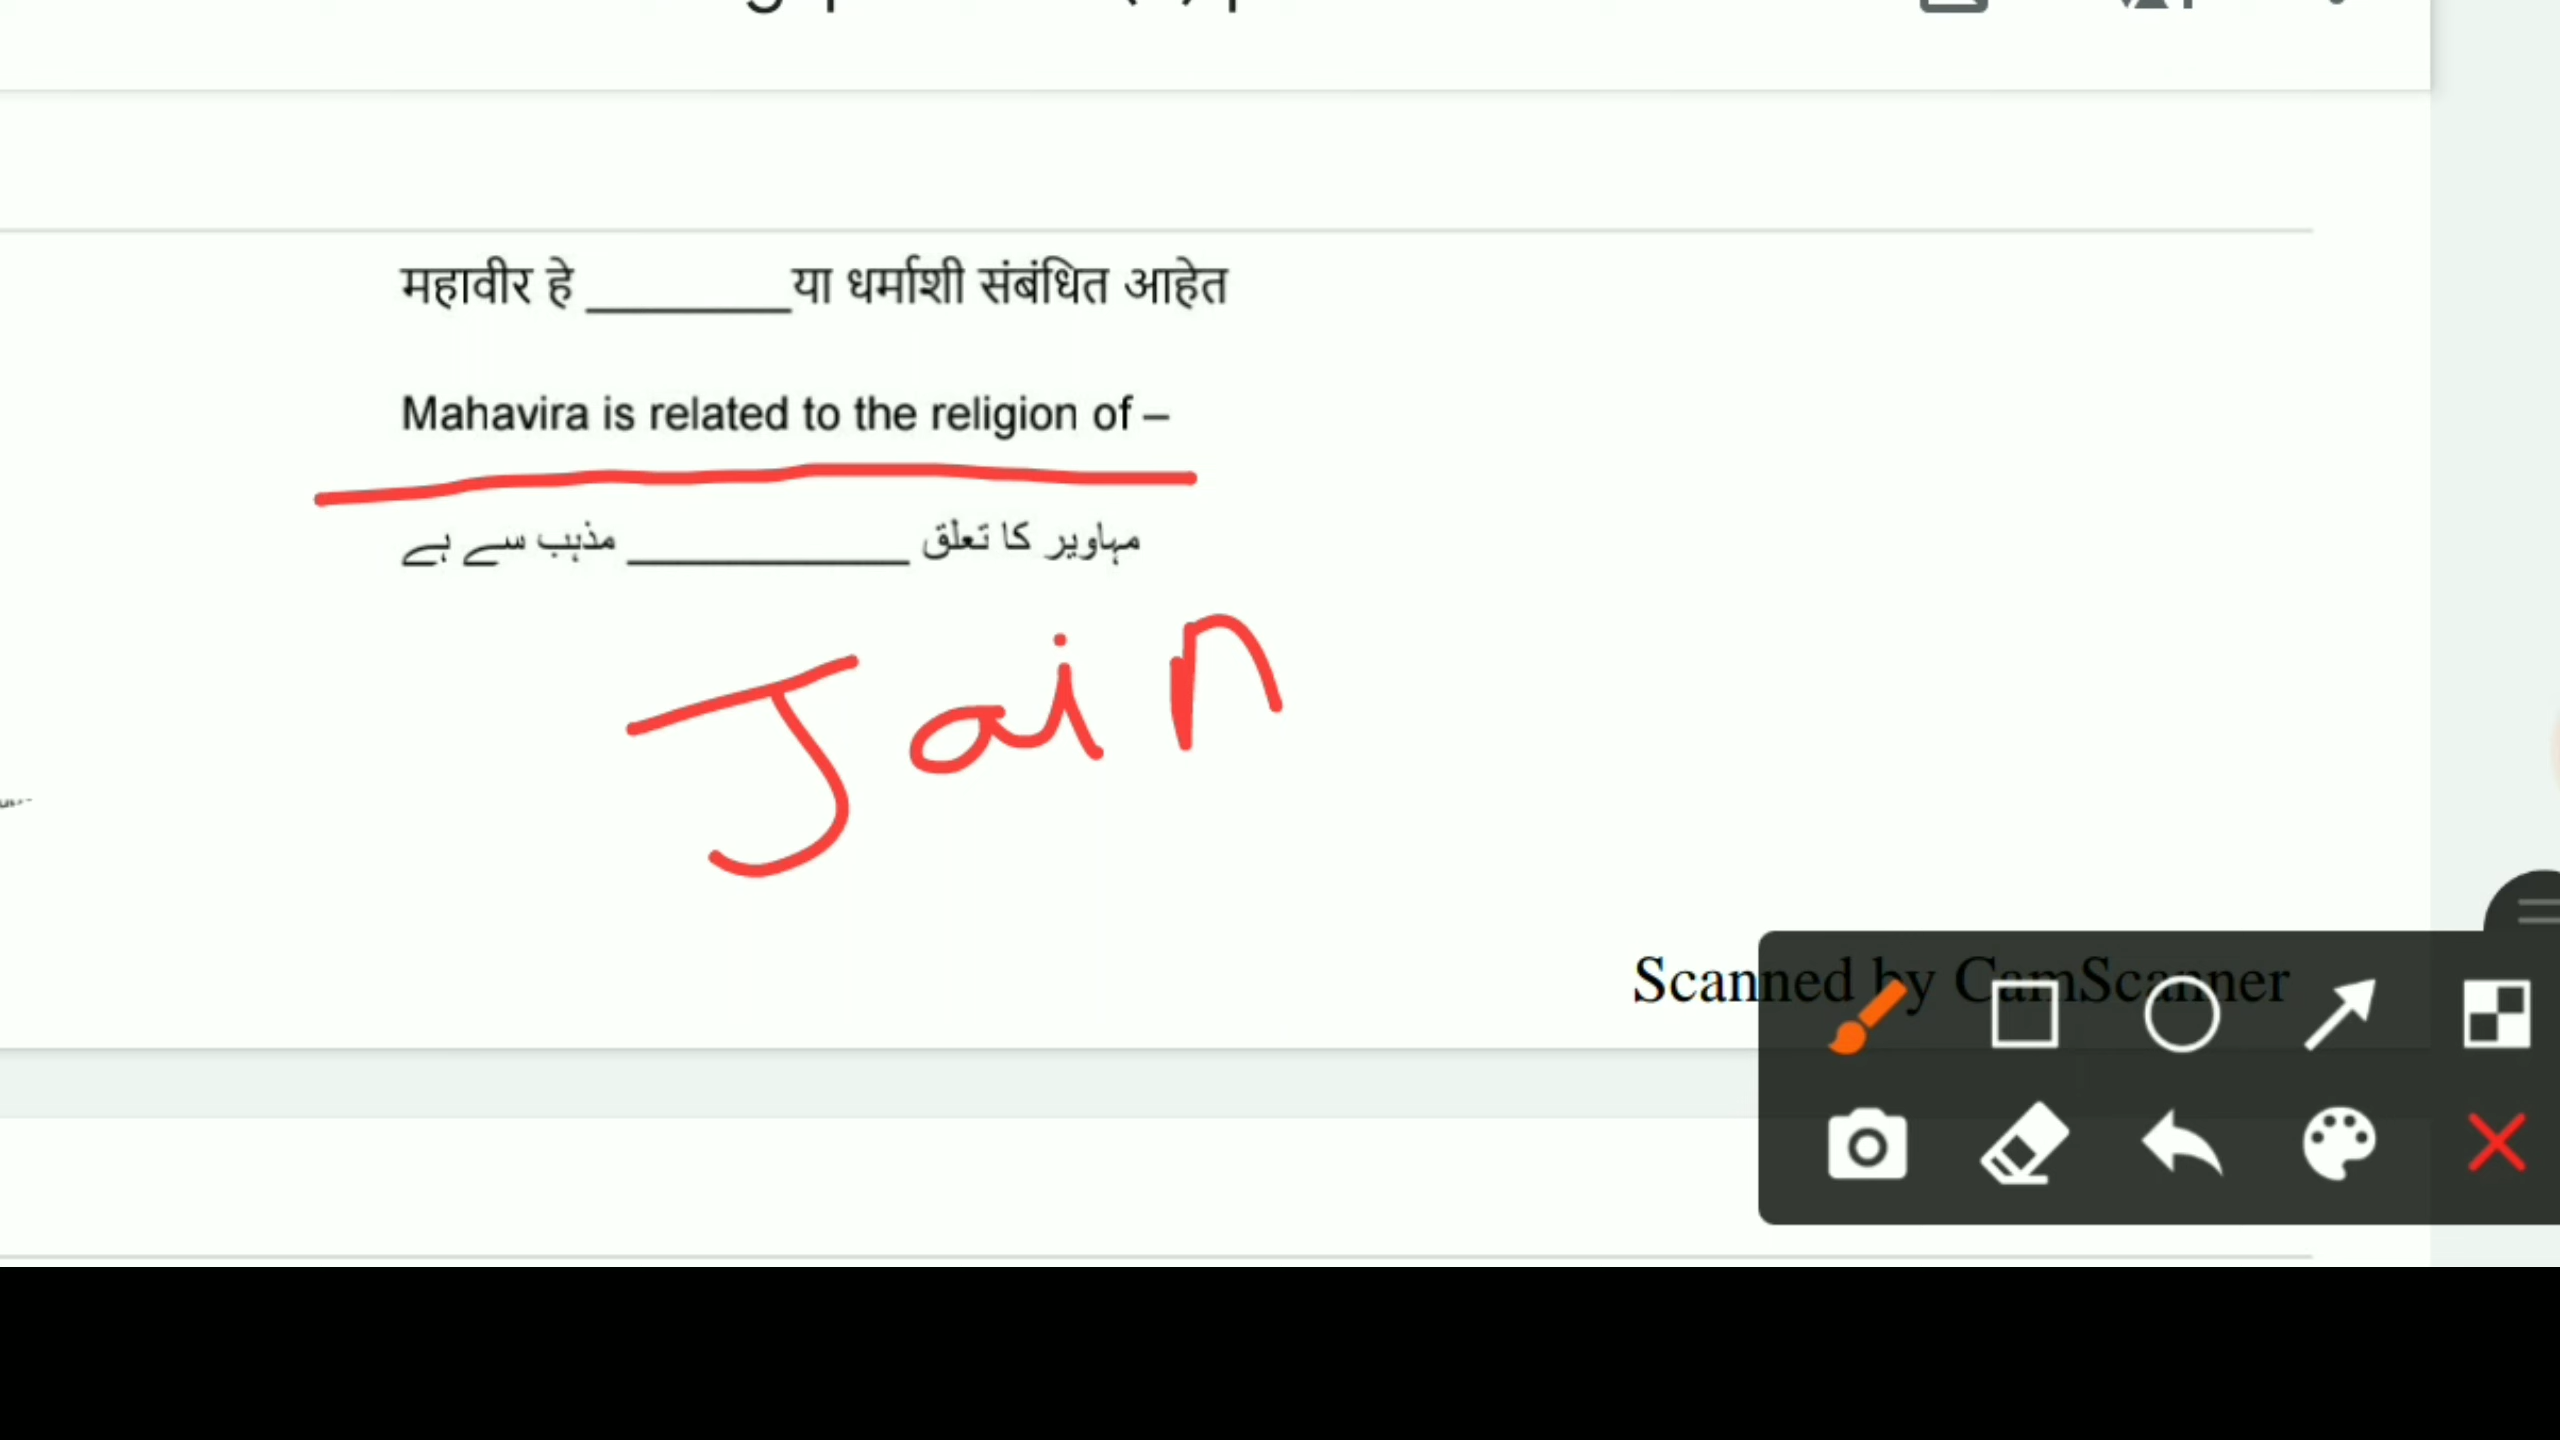 महावीर हे ________या धर्माशी संबंधित आहेत
Mahavira is related to the religion of –
مہاویر کا تعلق ___________ مذہب سے ہے
Jain
Scanned by CamScanner